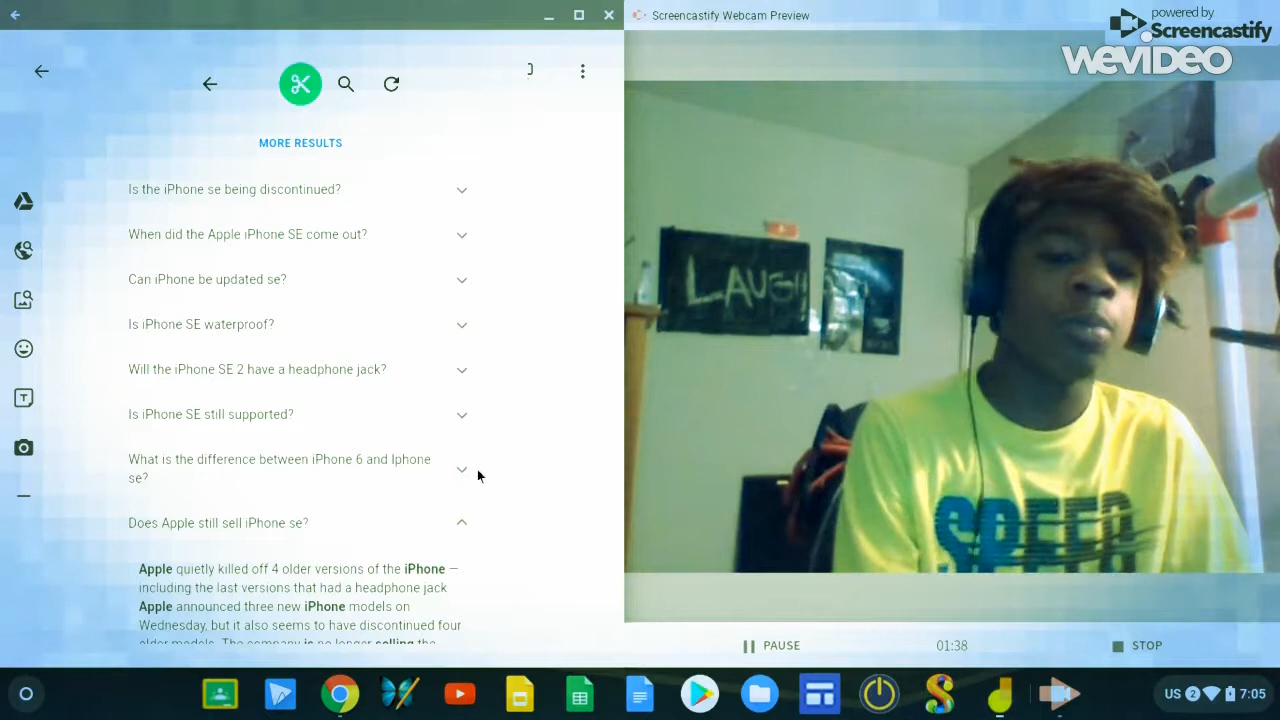 Screencastify Webcam Preview
powered by
Screencastify
WEVIDEO
MORE RESULTS
Is the iPhone se being discontinued?
When did the Apple iPhone SE come out?
Can iPhone be updated se?
Is iPhone SE waterproof?
Will the iPhone SE 2 have a headphone jack?
Is iPhone SE still supported?
What is the difference between iPhone 6 and Iphone
se?
Does Apple still sell iPhone se?
Apple quietly killed off 4 older versions of the iPhone —
including the last versions that had a headphone jack
Apple announced three new iPhone models on
Wednesday, but it also seems to have discontinued four
older models. The company is no longer selling the
LAUGH
SPEED
PAUSE
01:38
STOP
US 2 7:05